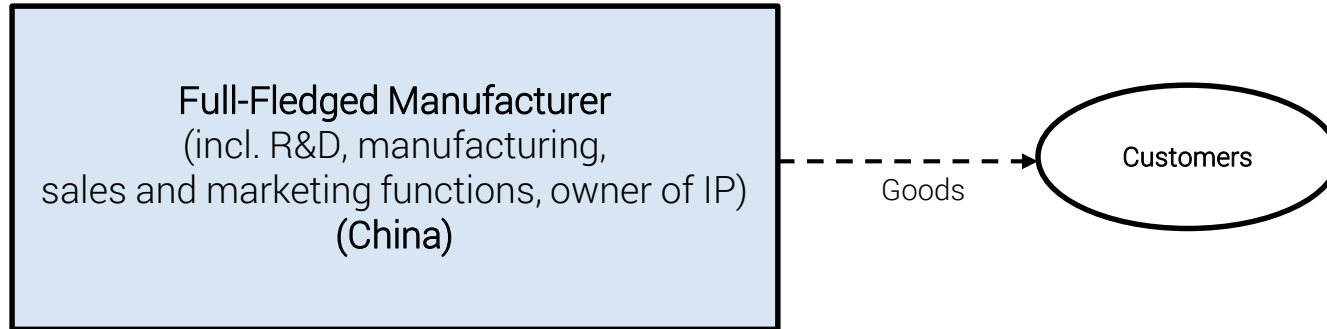 Full-Fledged Manufacturer
(incl. R&D, manufacturing,
sales and marketing functions, owner of IP)
(China)
Goods
Customers